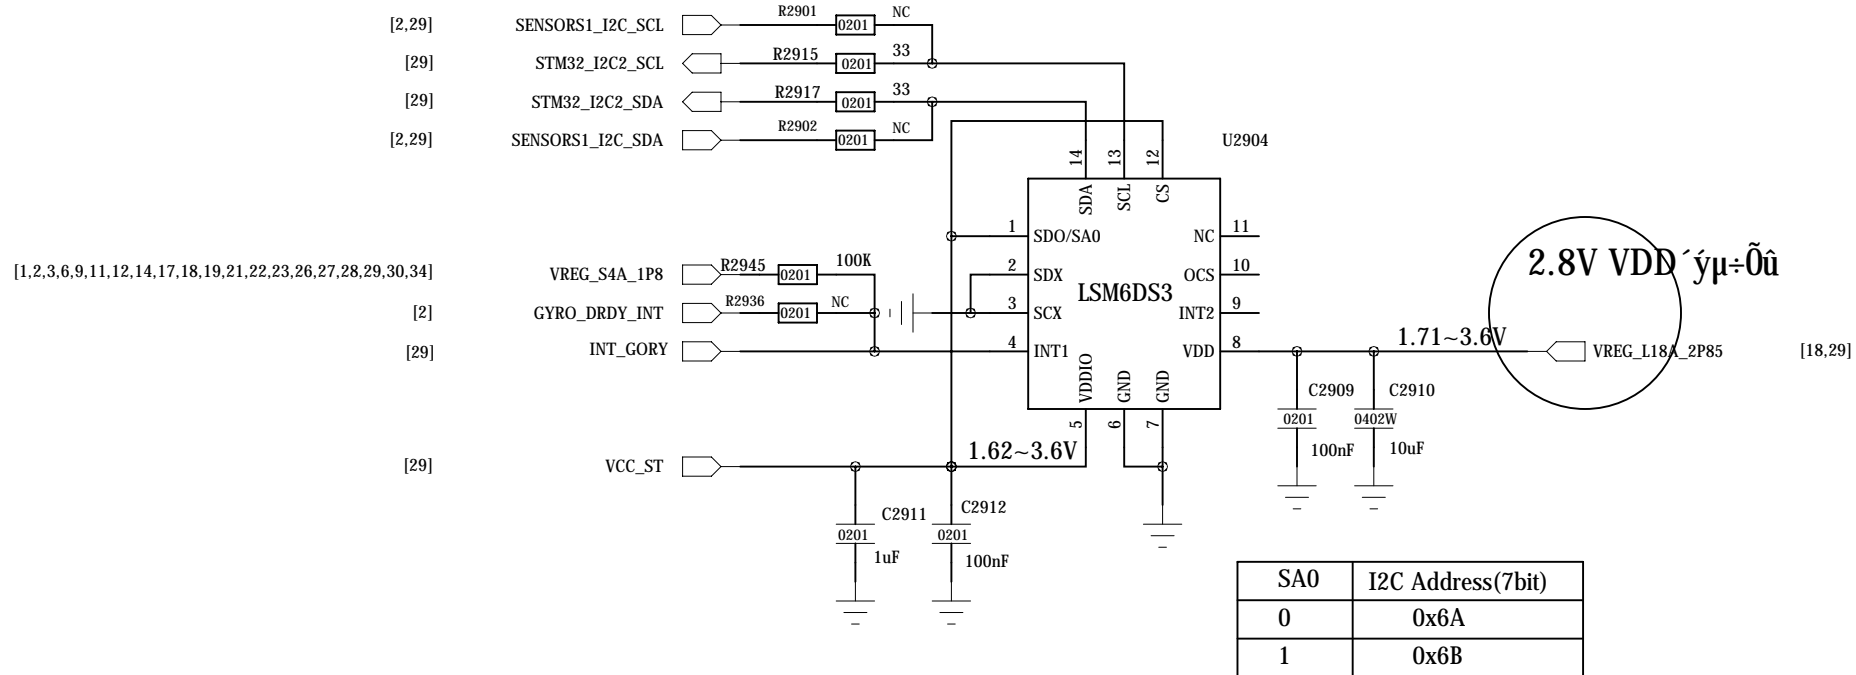 [2,29] SENSORS1_I2C_SCL R2901 0201 NC
[29] STM32_I2C2_SCL R2915 0201 33
[29] STM32_I2C2_SDA R2917 0201 33
[2,29] SENSORS1_I2C_SDA R2902 0201 NC
U2904
14 13 12
SDA SCL CS
1 SDO/SA0 NC 11
[1,2,3,6,9,11,12,14,17,18,19,21,22,23,26,27,28,29,30,34] VREG_S4A_1P8 R2945 0201 100K
2 SDX OCS 10
LSM6DS3
2.8V VDD´ýµ÷Õû
[2] GYRO_DRDY_INT R2936 0201 NC
3 SCX INT2 9
[29] INT_GORY
4 INT1 VDD 8
1.71~3.6V
VREG_L18A_2P85 [18,29]
VDDIO GND GND
5 6 7
C2909 C2910
0201 0402W
100nF 10uF
[29] VCC_ST 1.62~3.6V
C2911 C2912
0201 0201
1uF 100nF
SA0 I2C Address(7bit)
0 0x6A
1 0x6B